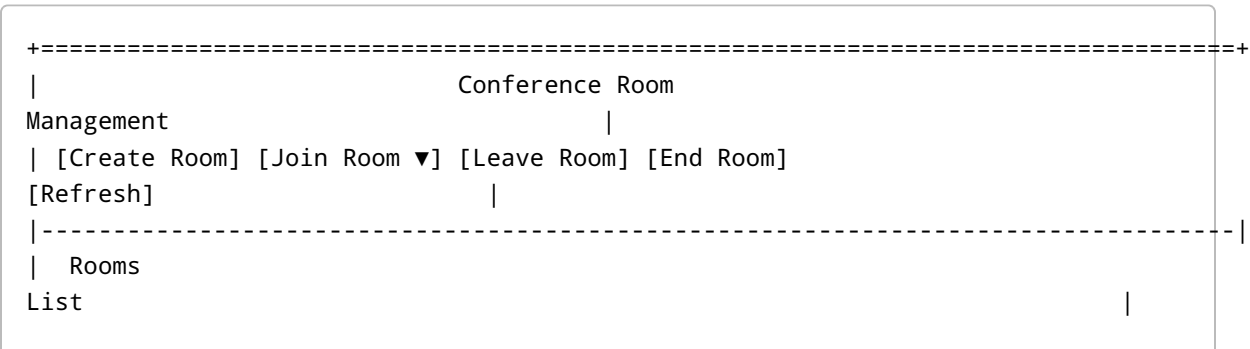 +===================================================================================+
|                             Conference Room
Management                              |
| [Create Room] [Join Room ▼] [Leave Room] [End Room]
[Refresh]                       |
|-----------------------------------------------------------------------------------|
|  Rooms
List                                                                        |